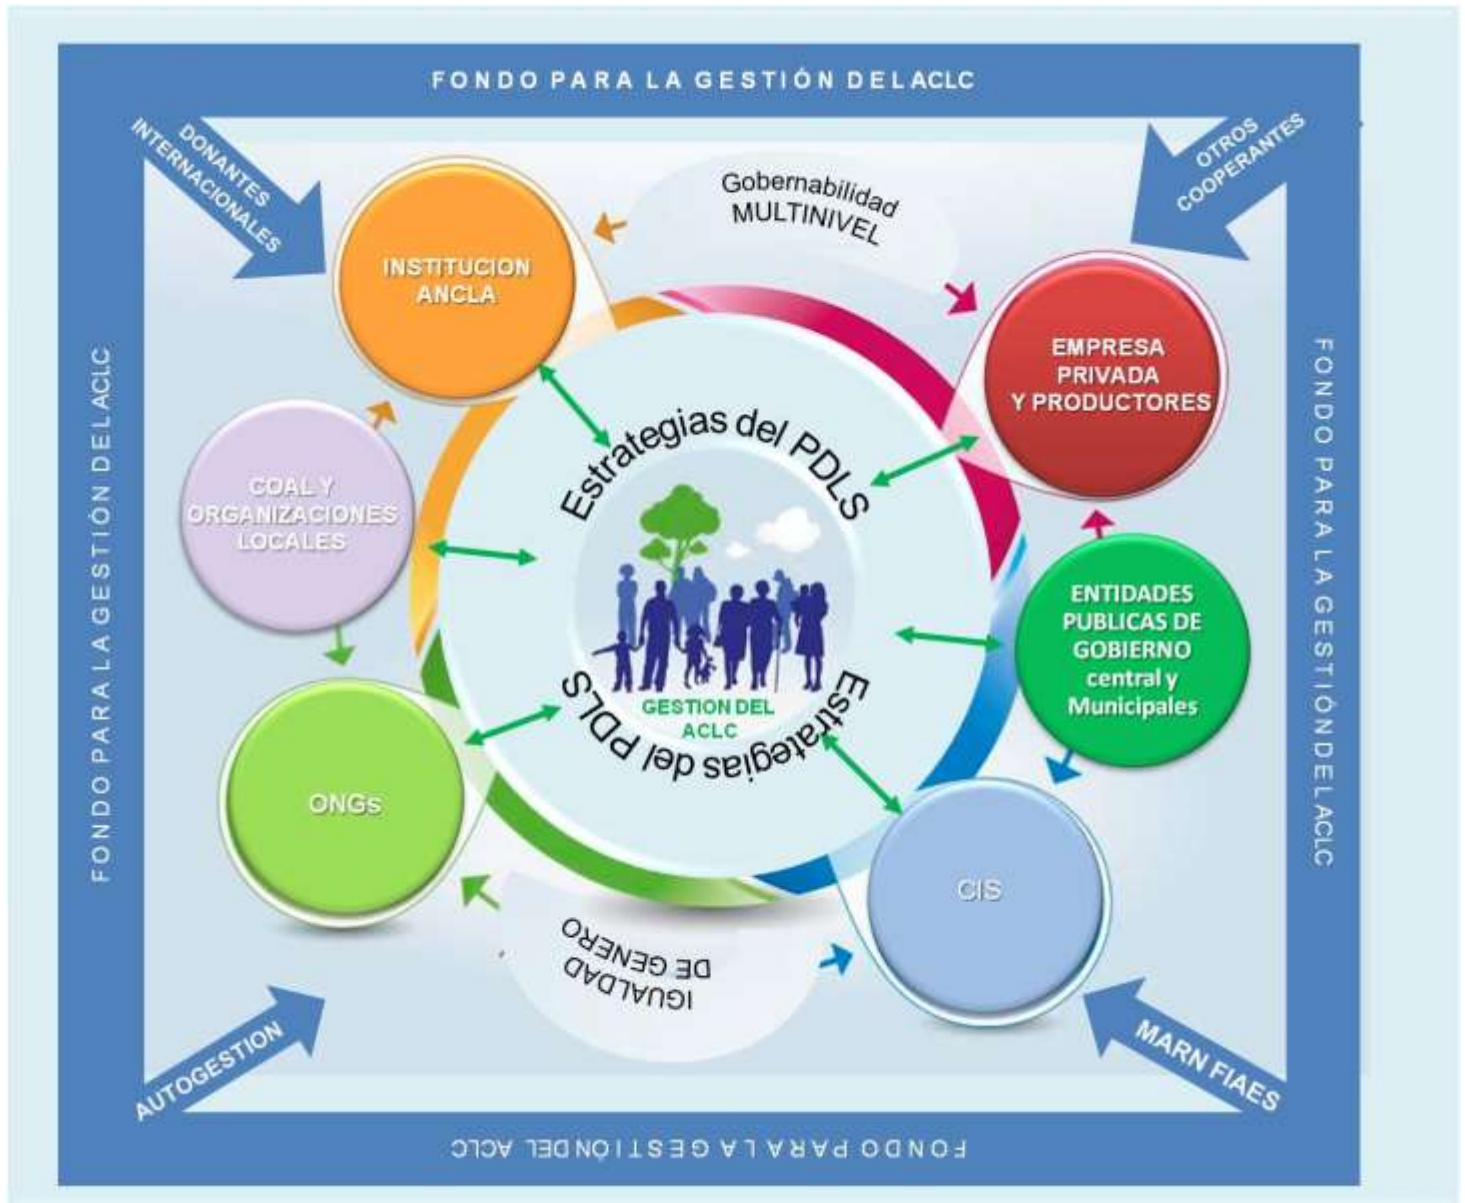 FONDO PARA LA GESTIÓN DEL ACLC
DONANTES
INTERNACIONALES
OTROS
COOPERANTES
Gobernabilidad
MULTINIVEL
INSTITUCION
ANCLA
EMPRESA
PRIVADA
Y PRODUCTORES
FONDO PARA LA GESTIÓN DEL ACLC
FONDO PARA LA GESTIÓN DEL ACLC
COAL Y
ORGANIZACIONES
LOCALES
Estrategias del PDLS
ENTIDADES
PUBLICAS DE
GOBIERNO
central y
Municipales
GESTION DEL
ACLC
Estrategias del PDLS
ONGs
CIS
IGUALDAD
DE GENERO
AUTOGESTION
MARN FIAES
FONDO PARA LA GESTIÓN DEL ACLC